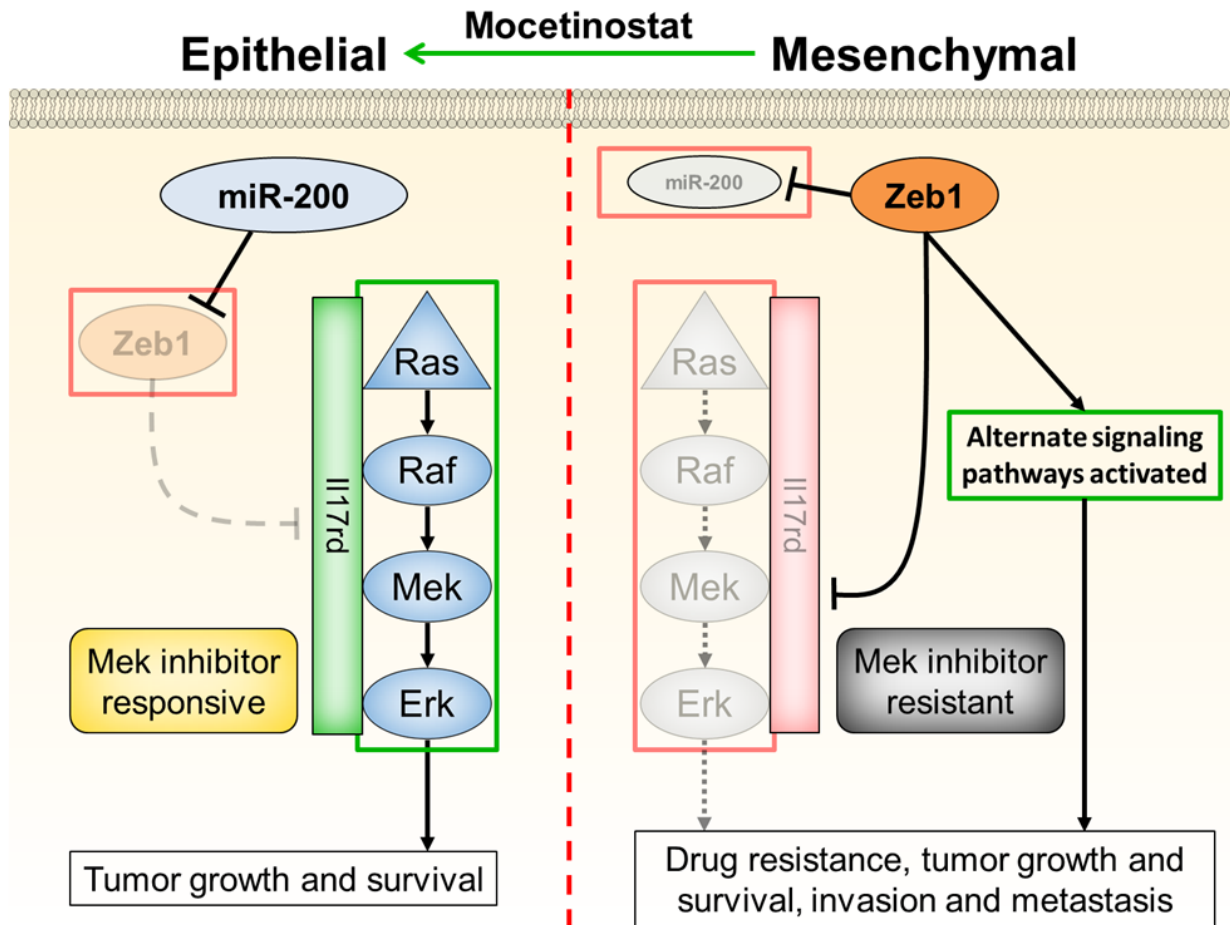 Mocetinostat
Epithelial
Mesenchymal
miR-200
Zeb1
Il17rd
Ras
Raf
Mek
Erk
Mek inhibitor
responsive
Tumor growth and survival
miR-200
Zeb1
Ras
Raf
Mek
Erk
Il17rd
Alternate signaling
pathways activated
Mek inhibitor
resistant
Drug resistance, tumor growth and
survival, invasion and metastasis